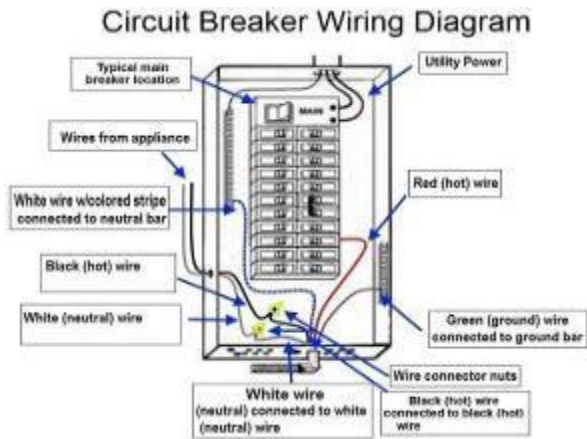 Circuit Breaker Wiring Diagram
Typical main
breaker location
Utility Power
MAIN
Wires from appliance
Red (hot) wire
White wire w/colored stripe
connected to neutral bar
Black (hot) wire
White (neutral) wire
Green (ground) wire
connected to ground bar
Wire connector nuts
White wire
(neutral) connected to white
(neutral) wire
Black (hot) wire
connected to black (hot)
wire